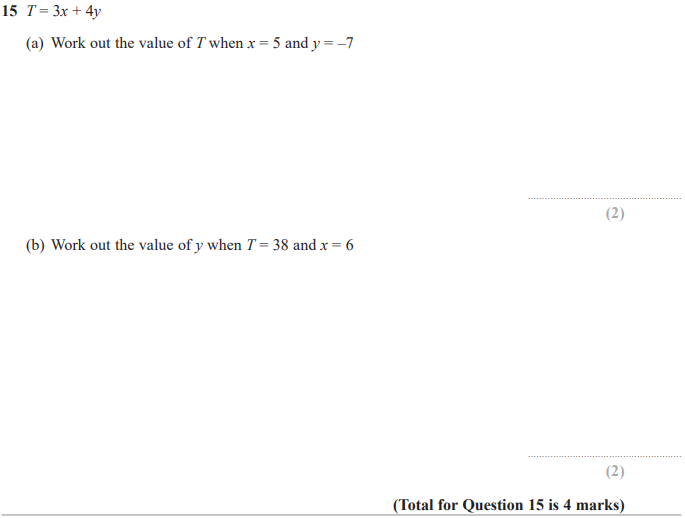 15 T = 3x + 4y
(a) Work out the value of T when x = 5 and y = –7
(2)
(b) Work out the value of y when T = 38 and x = 6
(2)
(Total for Question 15 is 4 marks)